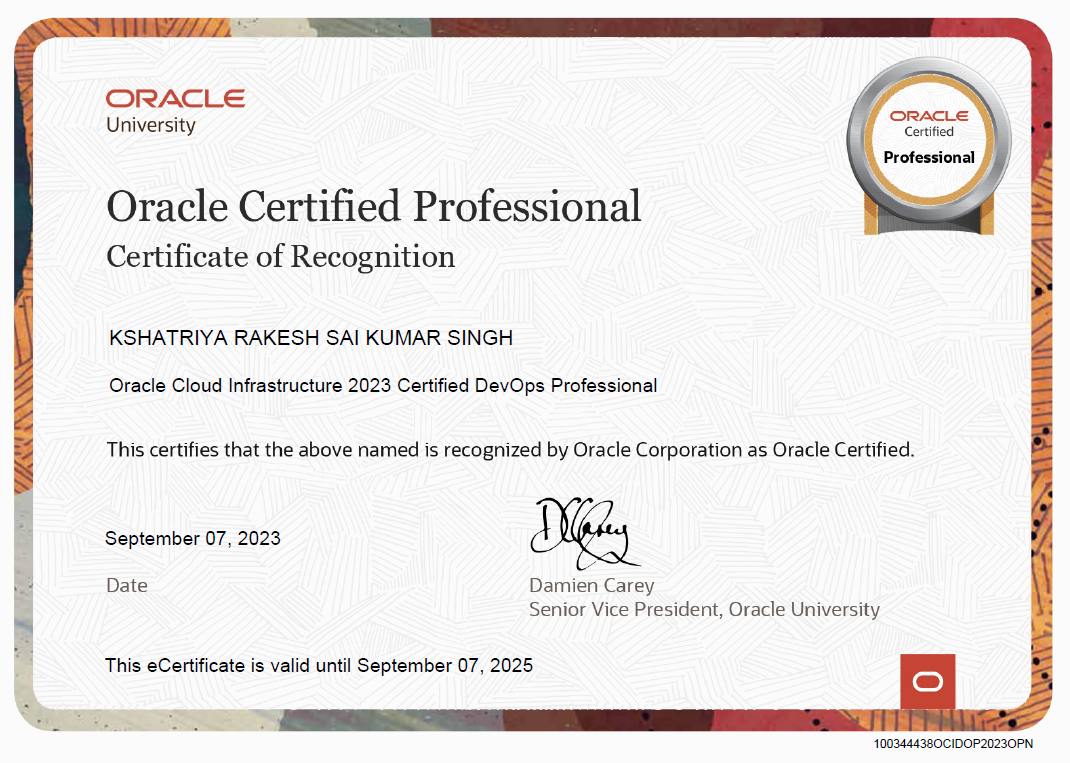 ORACLE
University
ORACLE
Certified
Professional
Oracle Certified Professional
Certificate of Recognition
KSHATRIYA RAKESH SAI KUMAR SINGH
Oracle Cloud Infrastructure 2023 Certified DevOps Professional
This certifies that the above named is recognized by Oracle Corporation as Oracle Certified.
DCarey
September 07, 2023
Date
Damien Carey
Senior Vice President, Oracle University
This eCertificate is valid until September 07, 2025
100344438OCIDOP2023OPN